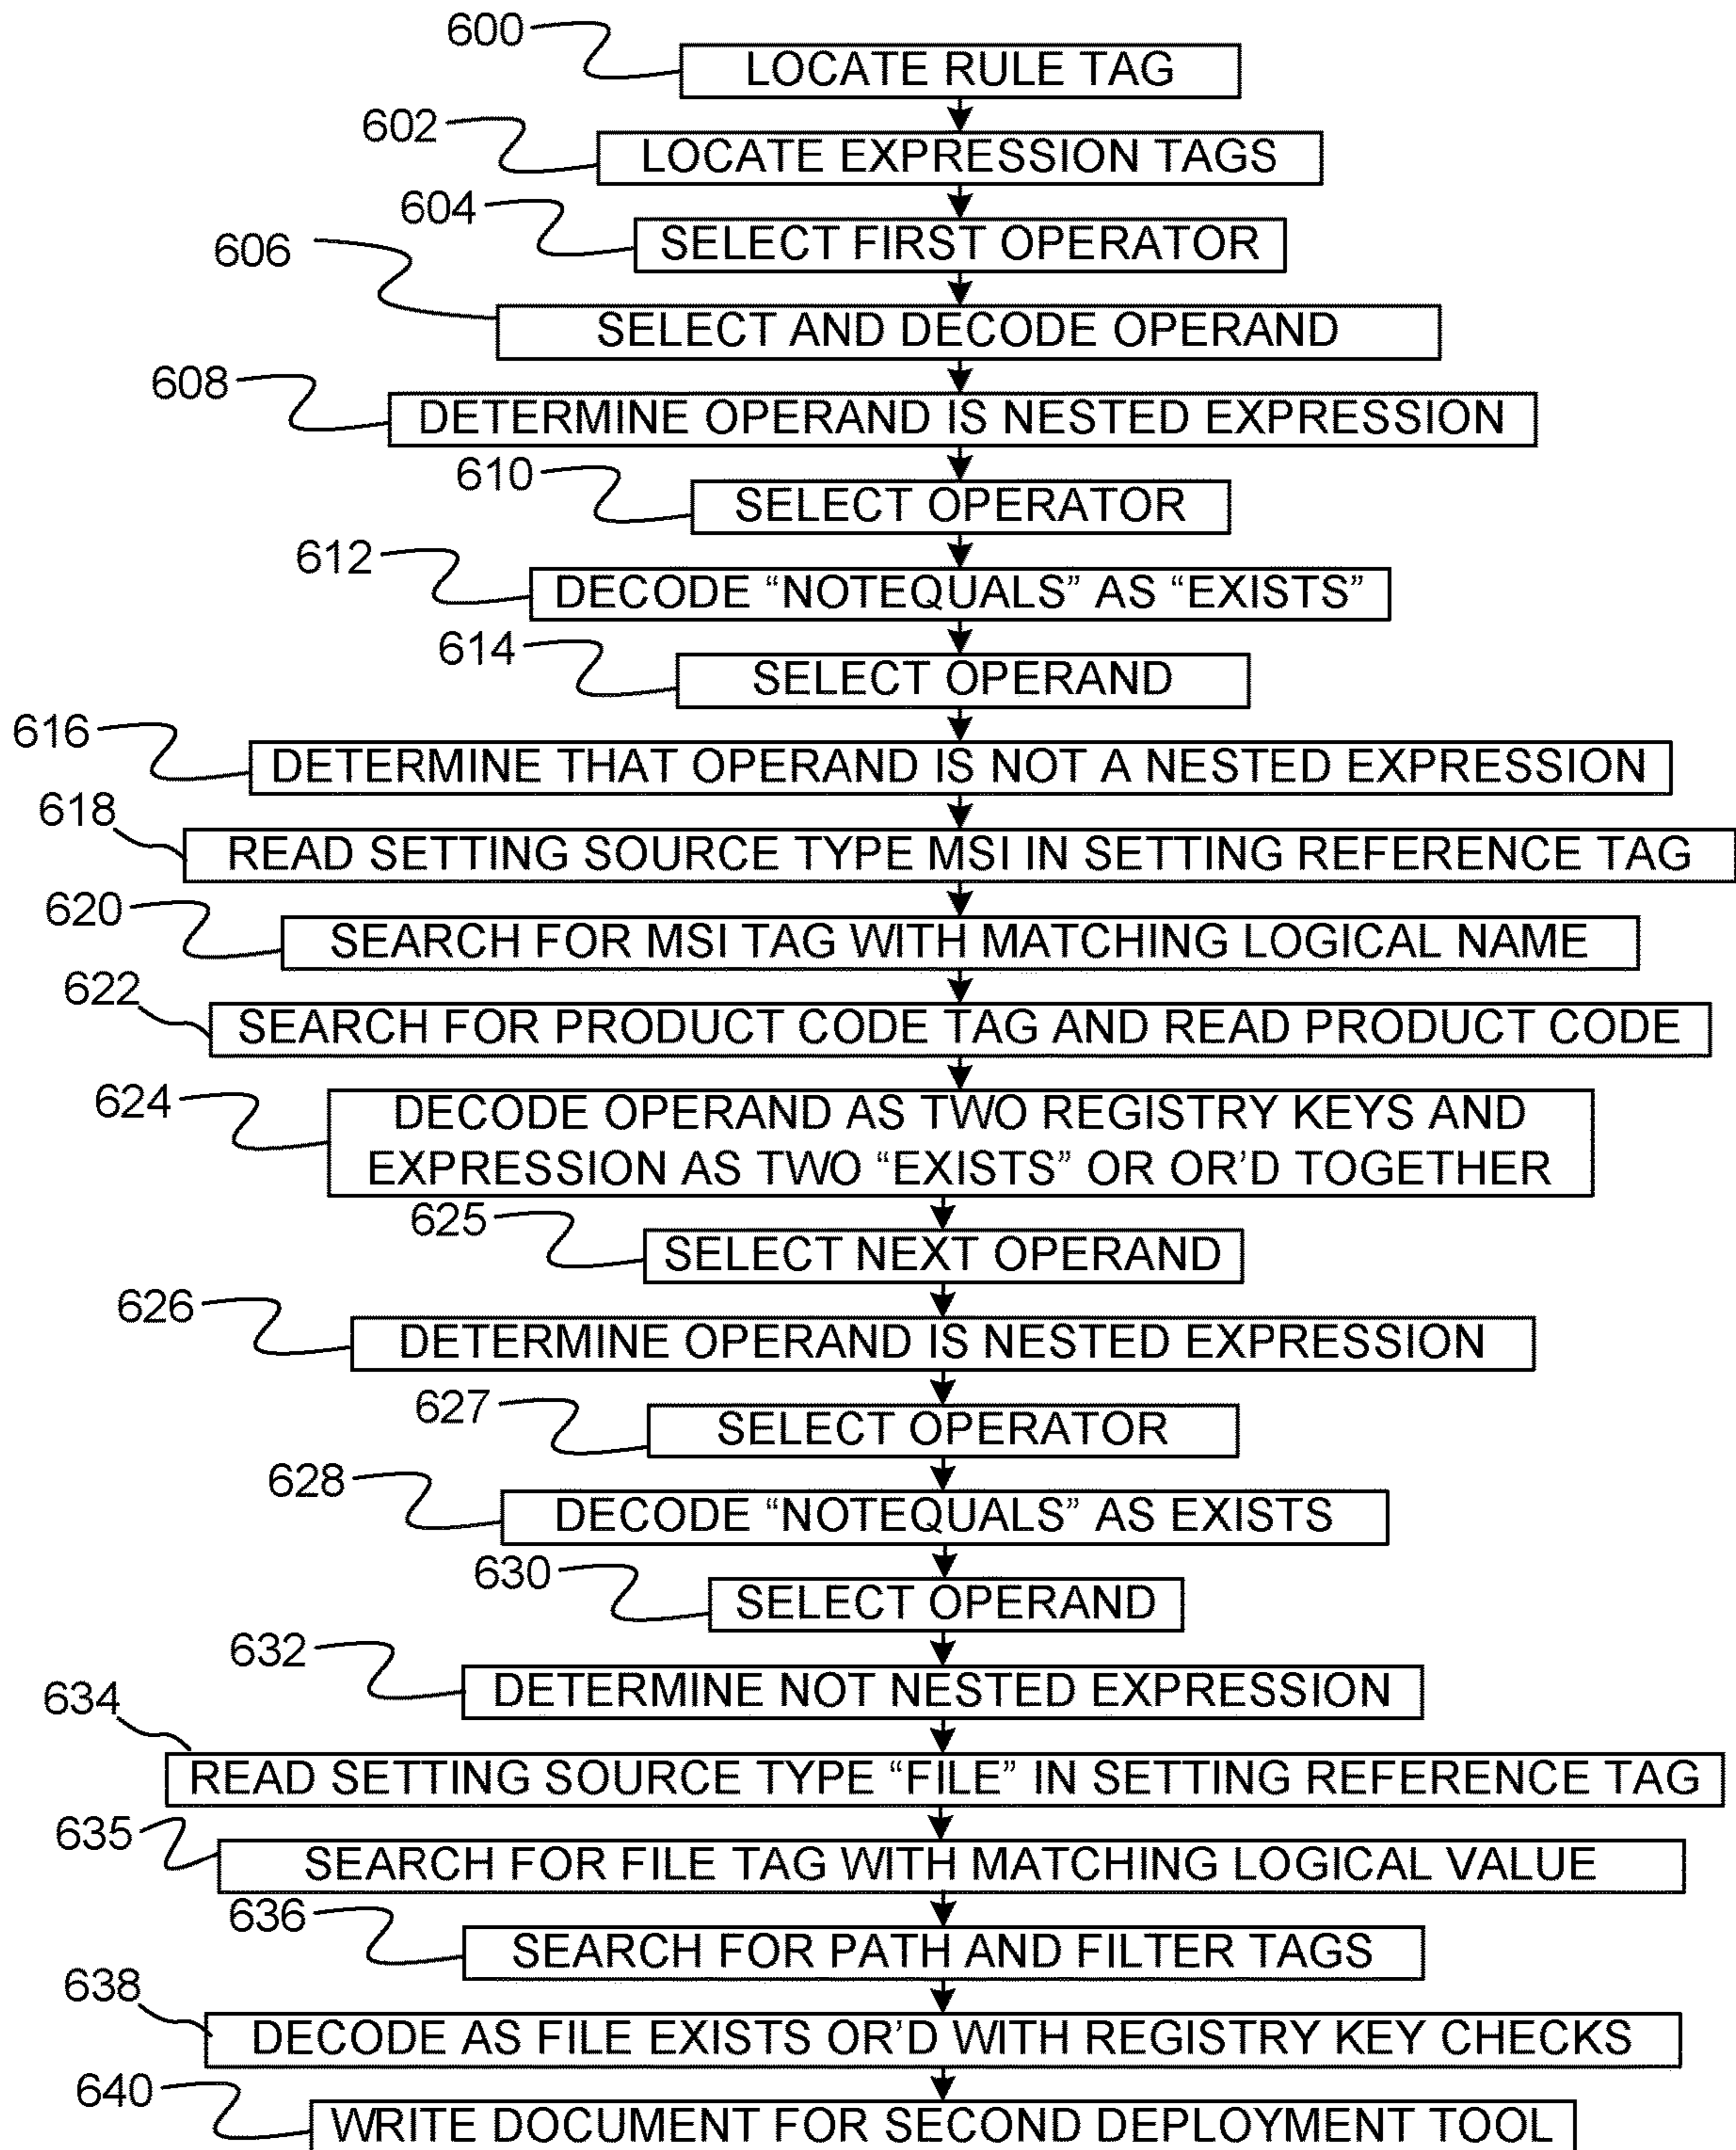 600
LOCATE RULE TAG
602
LOCATE EXPRESSION TAGS
604
SELECT FIRST OPERATOR
606
SELECT AND DECODE OPERAND
608
DETERMINE OPERAND IS NESTED EXPRESSION
610
SELECT OPERATOR
612
DECODE “NOTEQUALS” AS “EXISTS”
614
SELECT OPERAND
616
DETERMINE THAT OPERAND IS NOT A NESTED EXPRESSION
618
READ SETTING SOURCE TYPE MSI IN SETTING REFERENCE TAG
620
SEARCH FOR MSI TAG WITH MATCHING LOGICAL NAME
622
SEARCH FOR PRODUCT CODE TAG AND READ PRODUCT CODE
624
DECODE OPERAND AS TWO REGISTRY KEYS AND
EXPRESSION AS TWO “EXISTS” OR OR’D TOGETHER
625
SELECT NEXT OPERAND
626
DETERMINE OPERAND IS NESTED EXPRESSION
627
SELECT OPERATOR
628
DECODE “NOTEQUALS” AS EXISTS
630
SELECT OPERAND
632
DETERMINE NOT NESTED EXPRESSION
634
READ SETTING SOURCE TYPE “FILE” IN SETTING REFERENCE TAG
635
SEARCH FOR FILE TAG WITH MATCHING LOGICAL VALUE
636
SEARCH FOR PATH AND FILTER TAGS
638
DECODE AS FILE EXISTS OR’D WITH REGISTRY KEY CHECKS
640
WRITE DOCUMENT FOR SECOND DEPLOYMENT TOOL